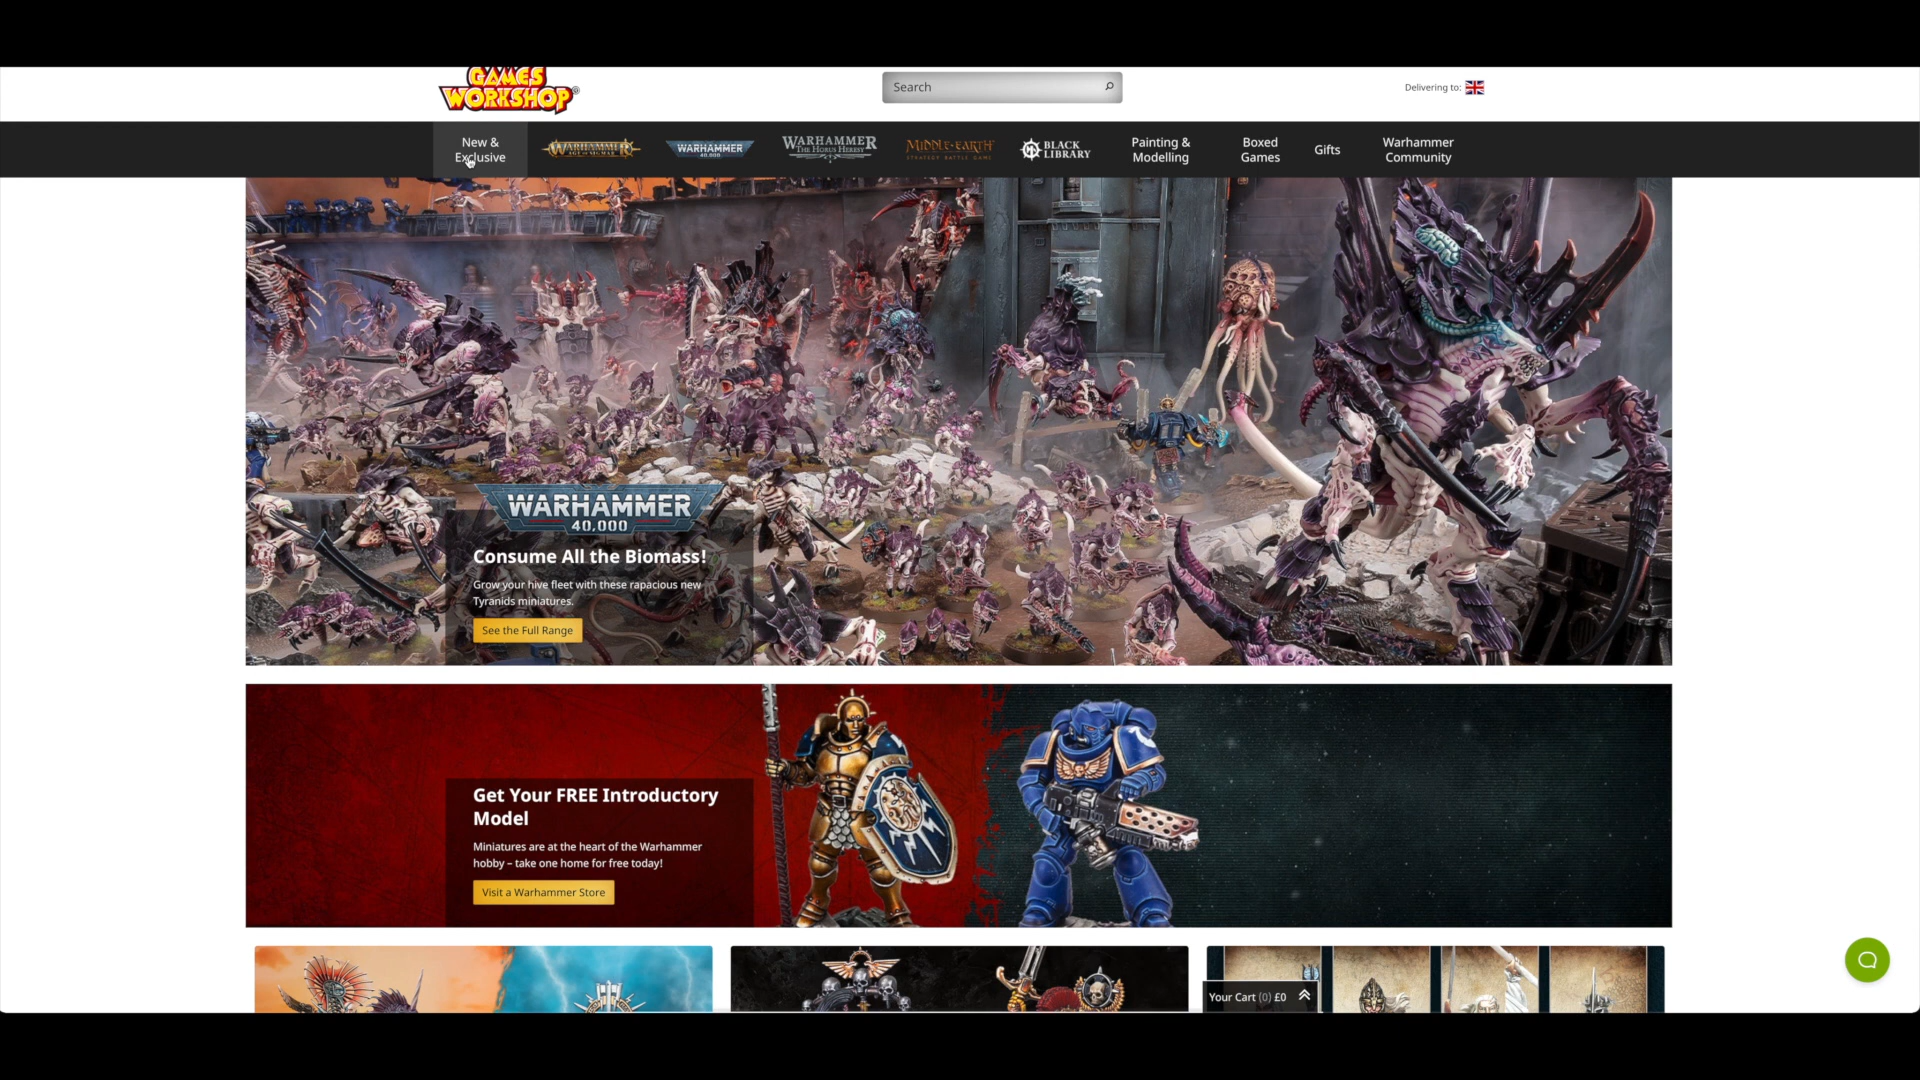 GAMES
WORKSHOP®
Search
Delivering to:
New &
Exclusive
WARHAMMER
AGE OF SIGMAR
WARHAMMER
40,000
WARHAMMER
THE HORUS HERESY
MIDDLE-EARTH
STRATEGY BATTLE GAME
BLACK
LIBRARY
Painting &
Modelling
Boxed
Games
Gifts
Warhammer
Community
WARHAMMER
40,000
Consume All the Biomass!
Grow your hive fleet with these rapacious new
Tyranids miniatures.
See the Full Range
Get Your FREE Introductory
Model
Miniatures are at the heart of the Warhammer
hobby – take one home for free today!
Visit a Warhammer Store
Your Cart (0) £0